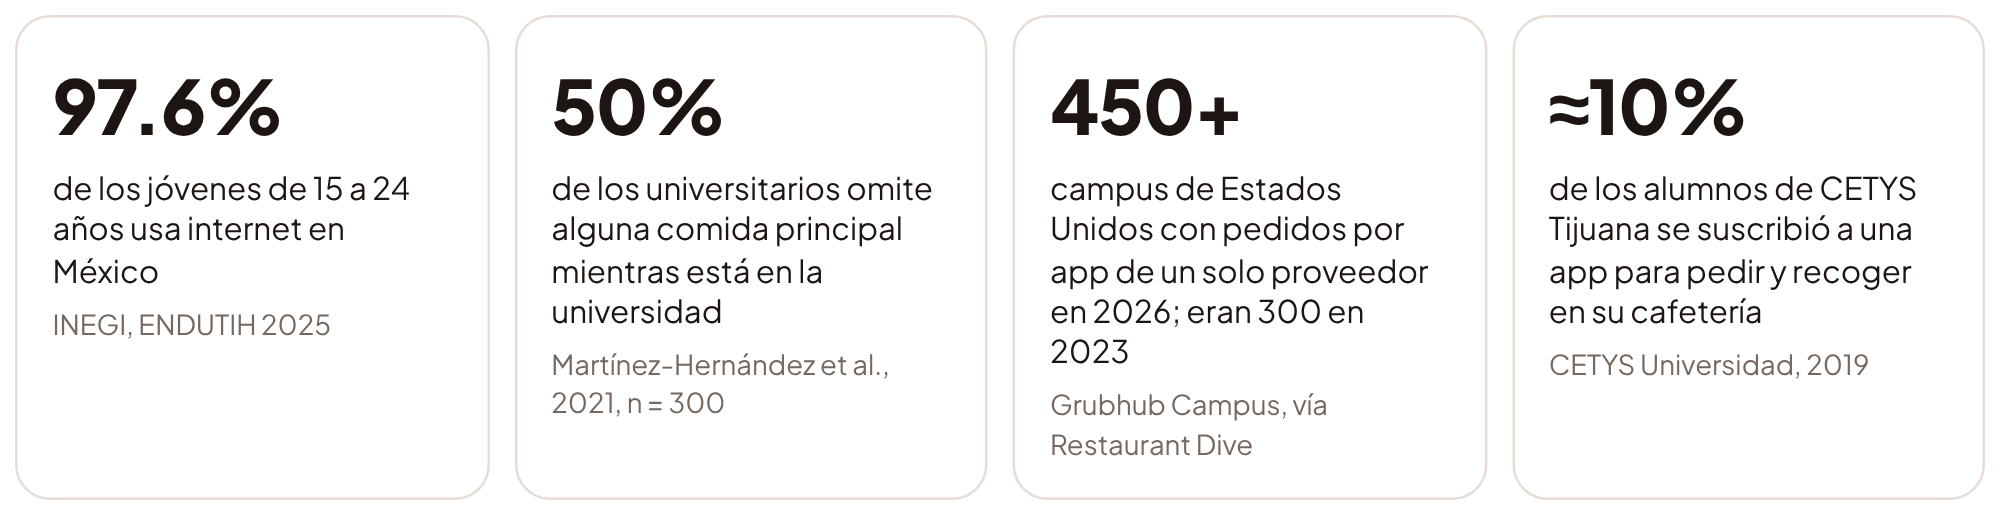 97.6%
de los jóvenes de 15 a 24
años usa internet en
México
INEGI, ENDUTIH 2025
50%
de los universitarios omite
alguna comida principal
mientras está en la
universidad
Martínez-Hernández et al.,
2021, n = 300
450+
campus de Estados
Unidos con pedidos por
app de un solo proveedor
en 2026; eran 300 en
2023
Grubhub Campus, vía
Restaurant Dive
≈10%
de los alumnos de CETYS
Tijuana se suscribió a una
app para pedir y recoger
en su cafetería
CETYS Universidad, 2019